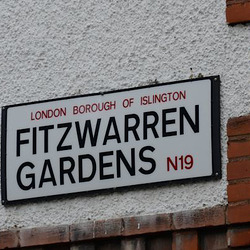 LONDON BOROUGH OF ISLINGTON
FITZWARREN
GARDENS N19